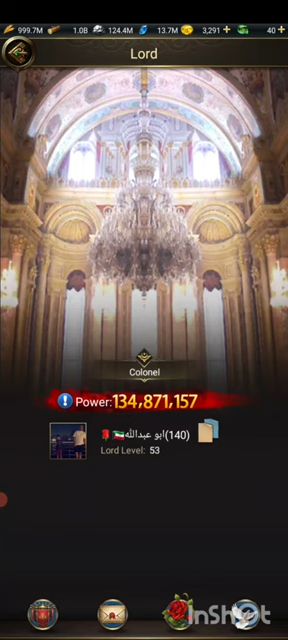 999.7M 1.0B 124.4M 13.7M 3,291 + 40 +
Lord
Colonel
Power:134,871,157
ابو عبدالله(140)
Lord Level: 53
InShot